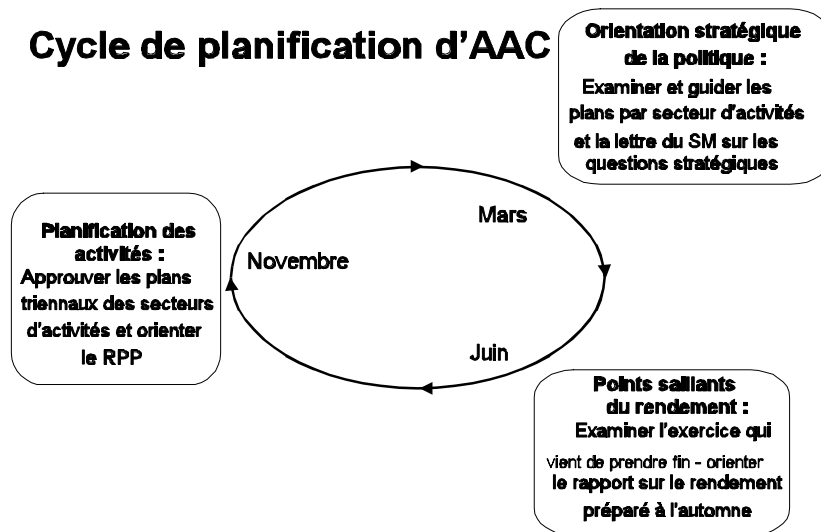 Cycle de planification d'AAC
Orientation stratégique
de la politique :
Examiner et guider les
plans par secteur d'activités
et la lettre du SM sur les
questions stratégiques
Mars
Planification des
activités :
Approuver les plans
triennaux des secteurs
d'activités et orienter
le RPP
Novembre
Juin
Points saillants
du rendement :
Examiner l'exercice qui
vient de prendre fin - orienter
le rapport sur le rendement
préparé à l'automne